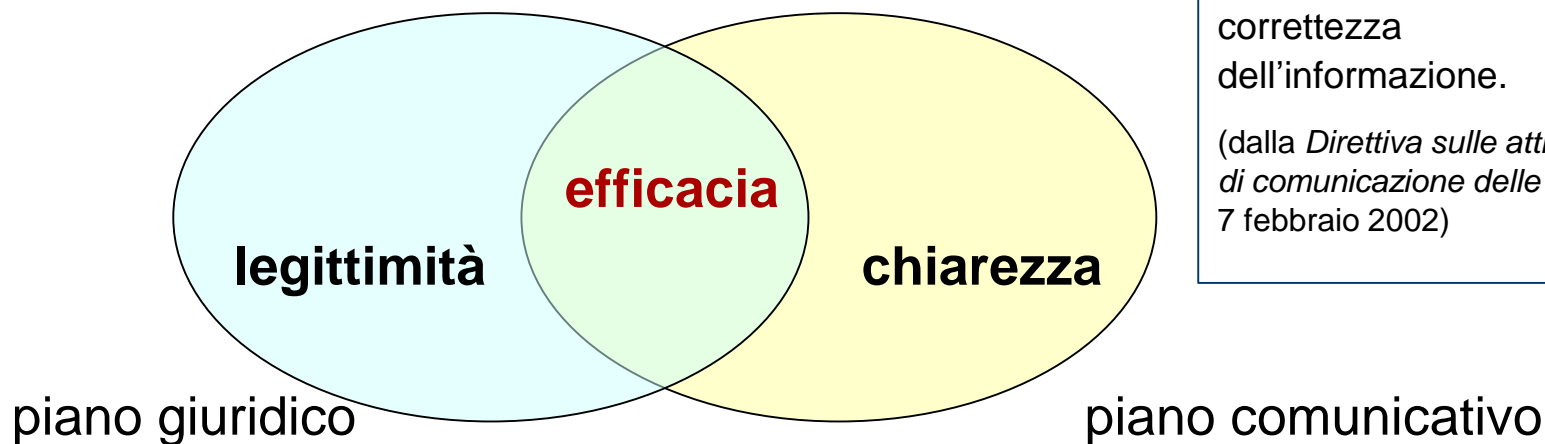 correttezza
dell’informazione.
(dalla Direttiva sulle
di comunicazione delle
7 febbraio 2002)
efficacia
legittimità
chiarezza
piano giuridico
piano comunicativo